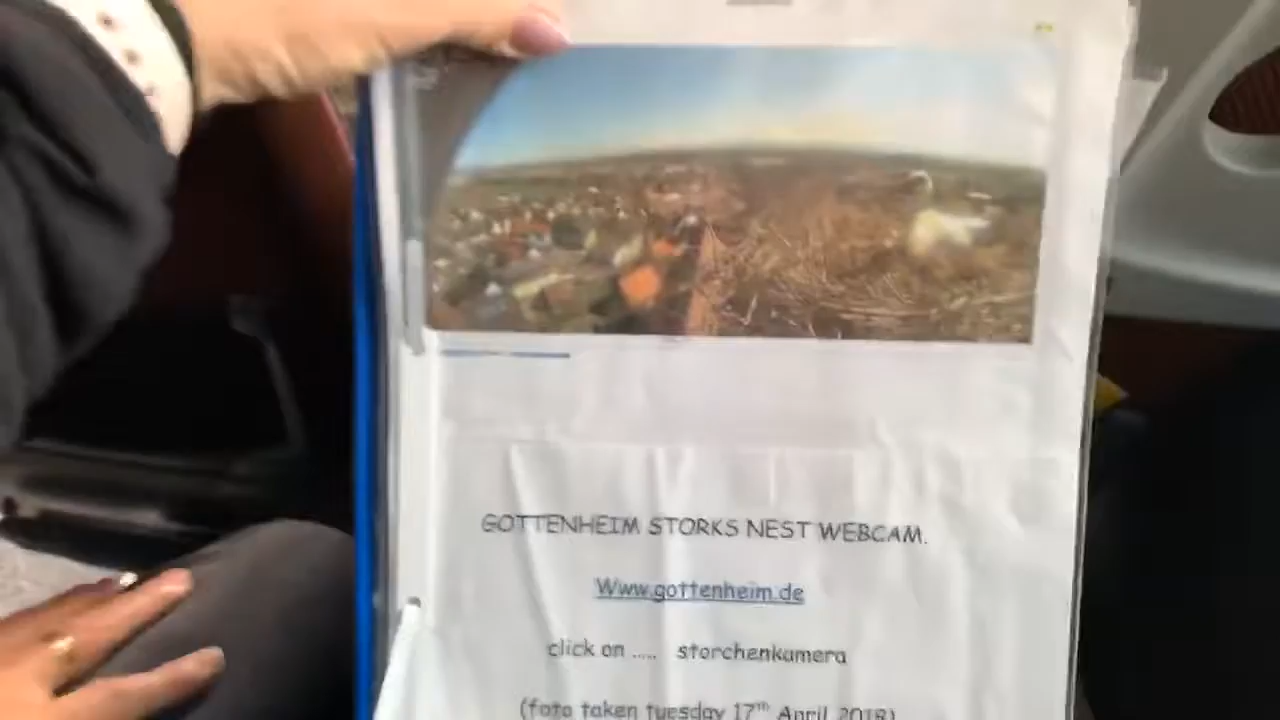 GOTTENHEIM STORKS NEST WEBCAM.
Www.gottenheim.de
click on ..... storchenkamera
(foto taken tuesday 17th April 2018)